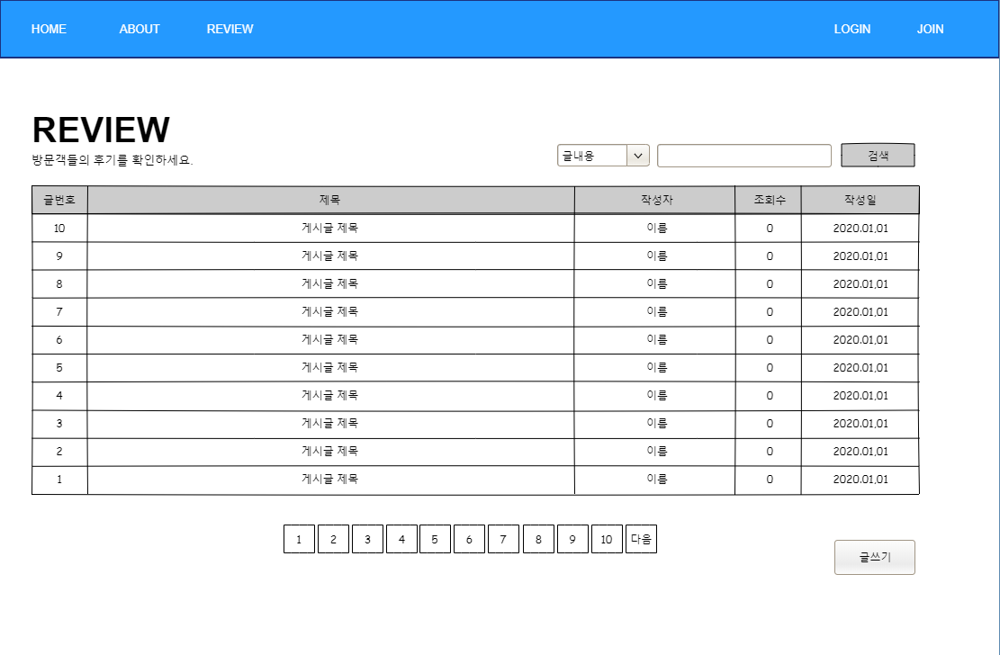 HOME ABOUT REVIEW LOGIN JOIN
REVIEW
방문객들의 후기를 확인하세요.
글내용 검색
글번호 제목 작성자 조회수 작성일
10 게시글 제목 이름 0 2020.01.01
9 게시글 제목 이름 0 2020.01.01
8 게시글 제목 이름 0 2020.01.01
7 게시글 제목 이름 0 2020.01.01
6 게시글 제목 이름 0 2020.01.01
5 게시글 제목 이름 0 2020.01.01
4 게시글 제목 이름 0 2020.01.01
3 게시글 제목 이름 0 2020.01.01
2 게시글 제목 이름 0 2020.01.01
1 게시글 제목 이름 0 2020.01.01
1 2 3 4 5 6 7 8 9 10 다음
글쓰기